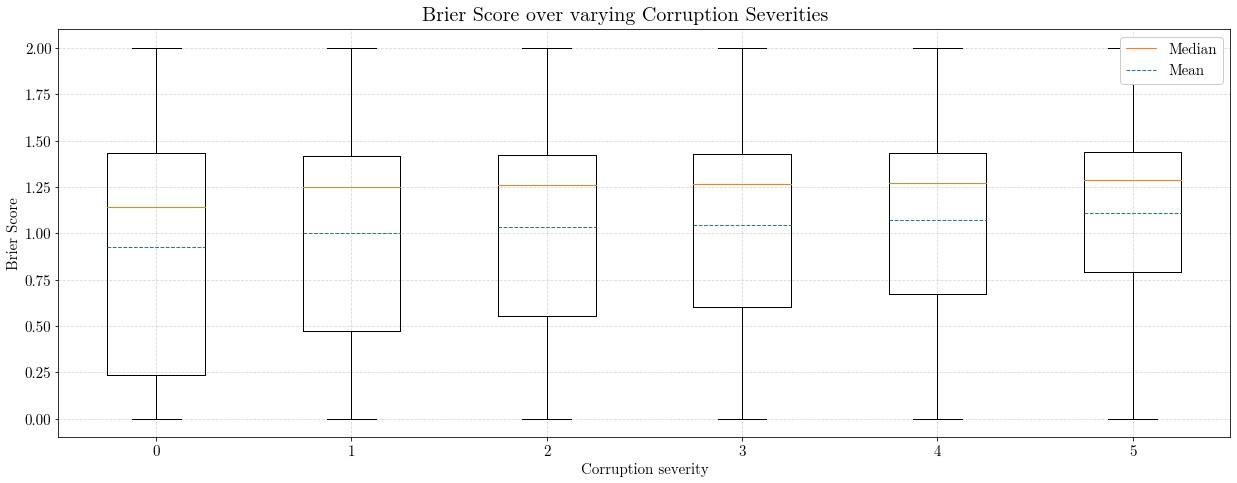 Brier Score over varying Corruption Severities
Median
Mean
Brier Score
2.00
1.75
1.50
1.25
1.00
0.75
0.50
0.25
0.00
0 1 2 3 4 5
Corruption severity